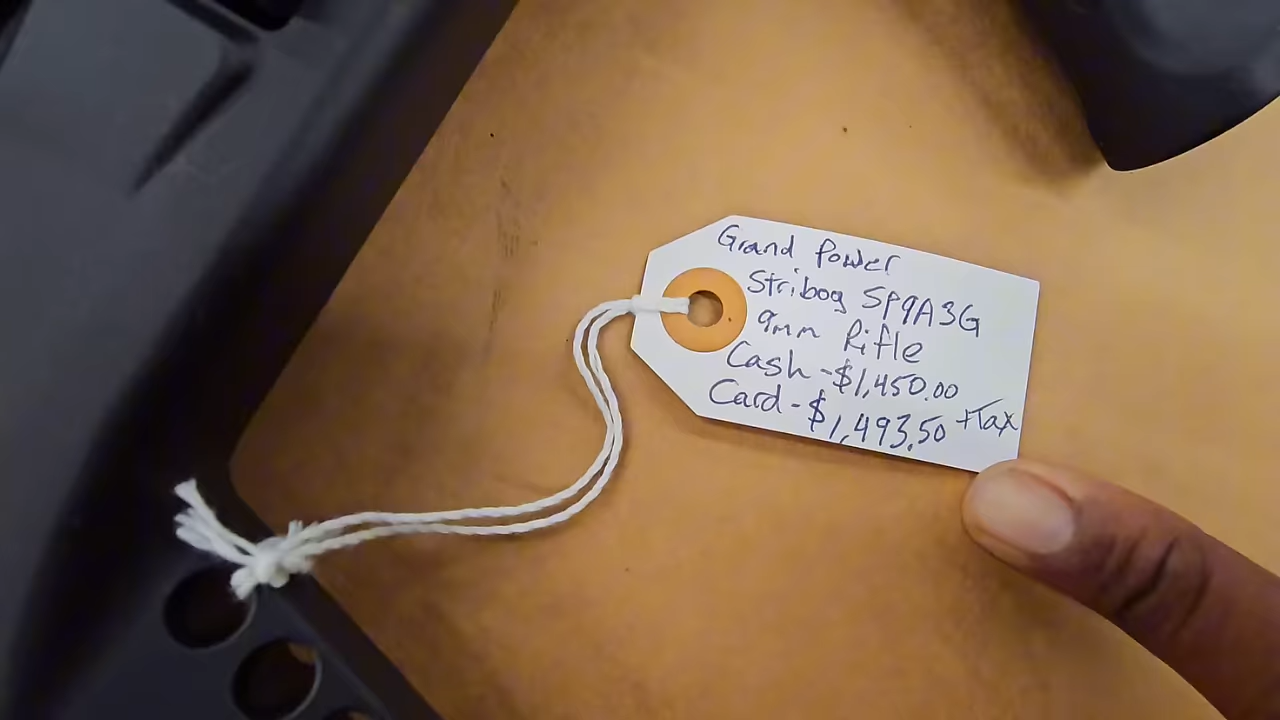 Grand Power
Stribog SP9A3G
9mm Rifle
Cash - $1,450.00
Card - $1,493.50 +Tax